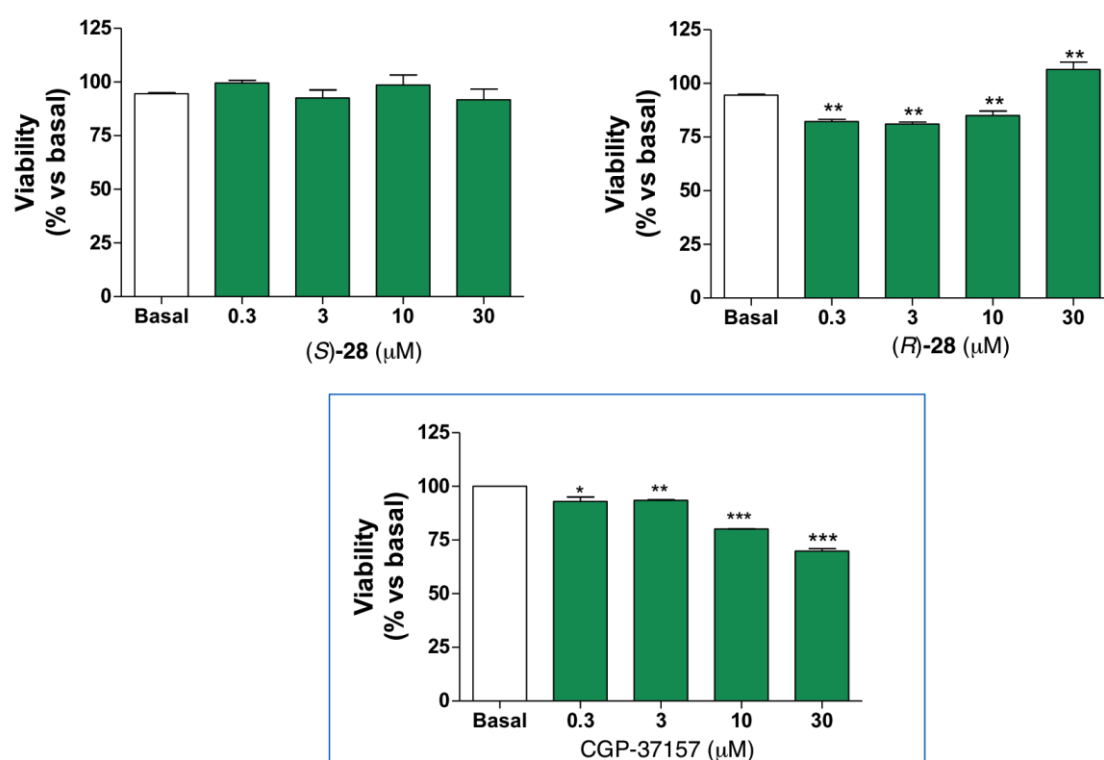 125
100
75
50
25
0
Viability
(% vs basal)
Basal 0.3 3 10 30
(S)-28 (μM)
125
100
75
50
25
0
Viability
(% vs basal)
** ** ** **
Basal 0.3 3 10 30
(R)-28 (μM)
125
100
75
50
25
0
Viability
(% vs basal)
* ** *** ***
Basal 0.3 3 10 30
CGP-37157 (μM)